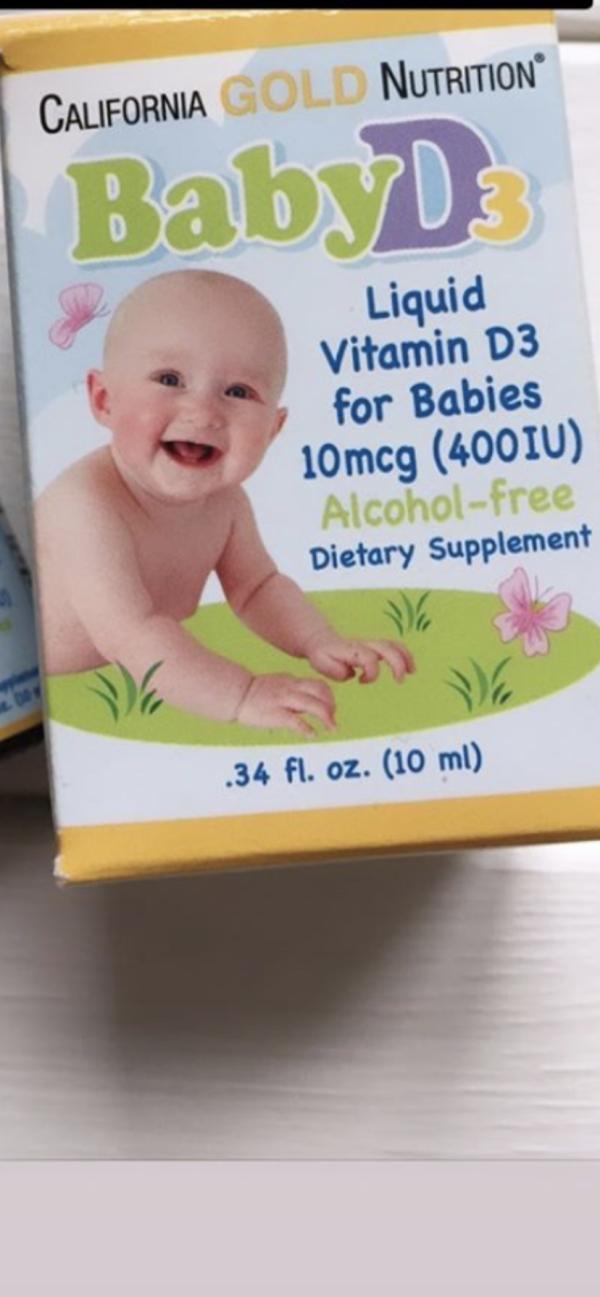 CALIFORNIA GOLD NUTRITION®
BabyD3
Liquid
Vitamin D3
for Babies
10mcg (400IU)
Alcohol-free
Dietary Supplement
.34 fl. oz. (10 ml)